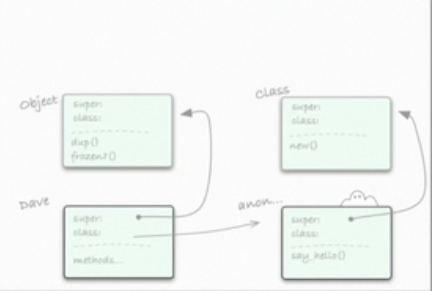 Object
super:
class:
dup()
frozen?()
Class
super:
class:
new()
Dave
super:
class:
methods...
anon...
super:
class:
say_hello()